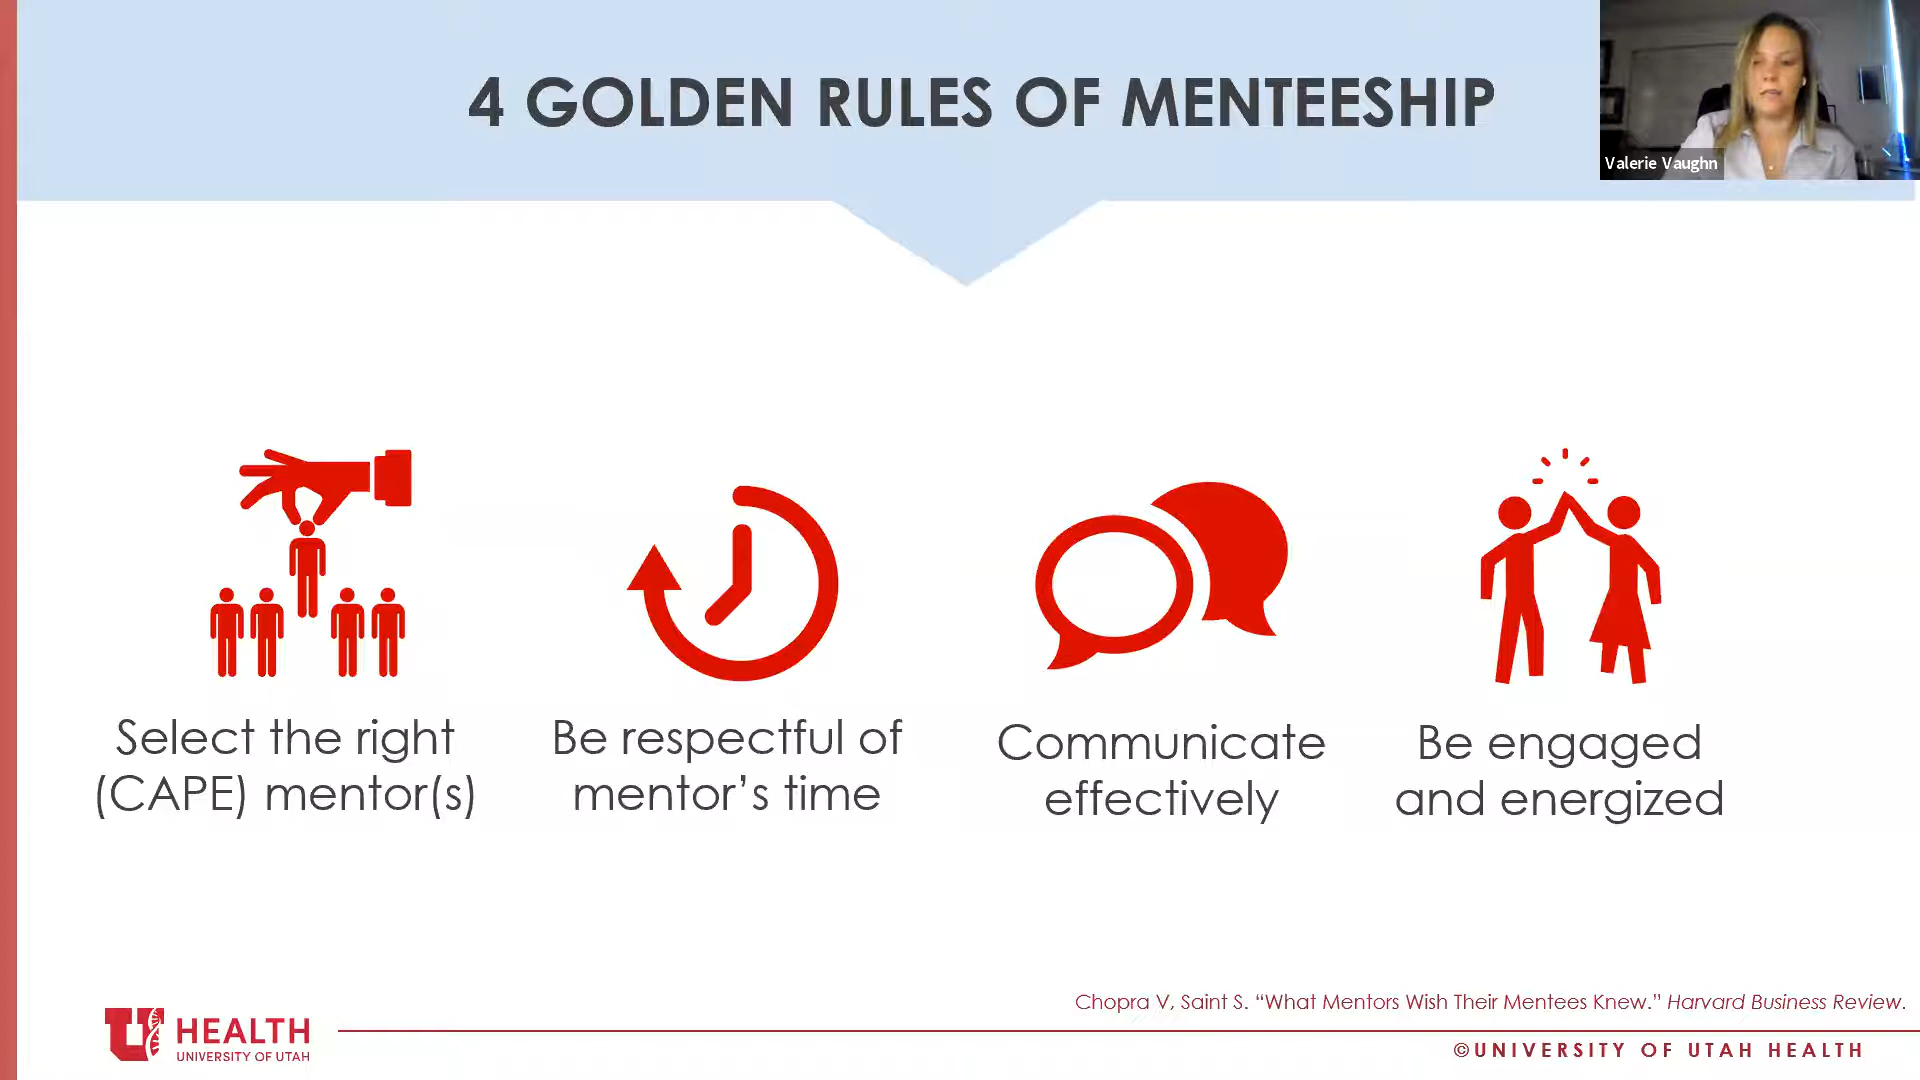 4 GOLDEN RULES OF MENTEESHIP
Valerie Vaughn
Select the right
(CAPE) mentor(s)
Be respectful of
mentor’s time
Communicate
effectively
Be engaged
and energized
Chopra V, Saint S. “What Mentors Wish Their Mentees Knew.” Harvard Business Review.
U HEALTH
UNIVERSITY OF UTAH
©UNIVERSITY OF UTAH HEALTH